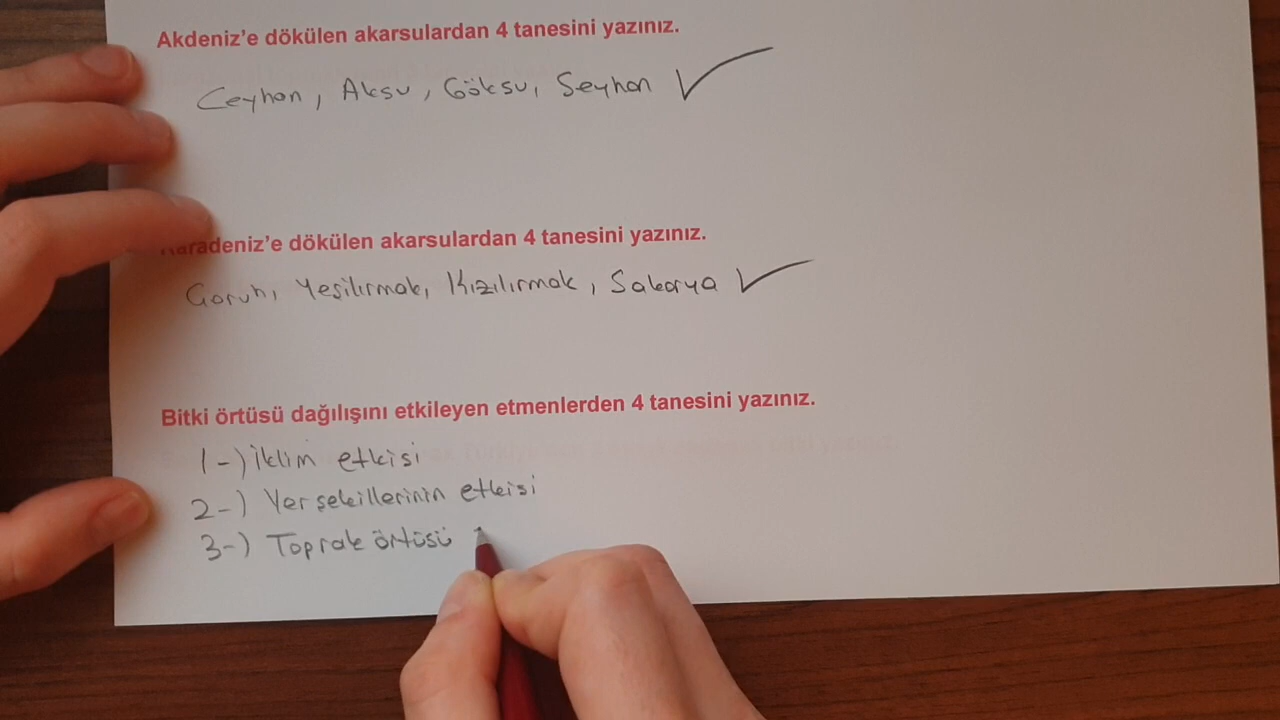 Akdeniz'e dökülen akarsulardan 4 tanesini yazınız.
Ceyhan, Aksu, Göksu, Seyhan
Karadeniz'e dökülen akarsulardan 4 tanesini yazınız.
Çoruh, Yeşilırmak, Kızılırmak, Sakarya
Bitki örtüsü dağılışını etkileyen etmenlerden 4 tanesini yazınız.
1-) İklim etkisi
2-) Yer şekillerinin etkisi
3-) Toprak örtüsü